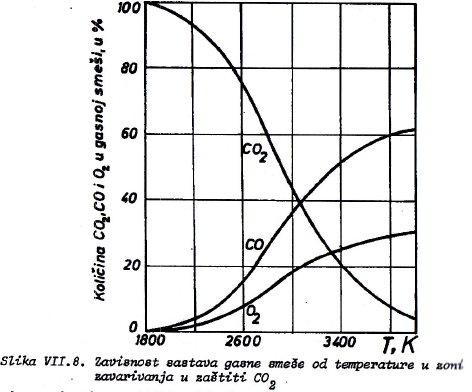 Količina CO2, CO i O2 u gasnoj smeši, u %
100
80
60
40
20
0
CO2
CO
O2
1800
2600
3400
T, K
Slika VII.8. Zavisnost sastava gasne smeše od temperature u zoni
zavarivanja u zaštiti CO2